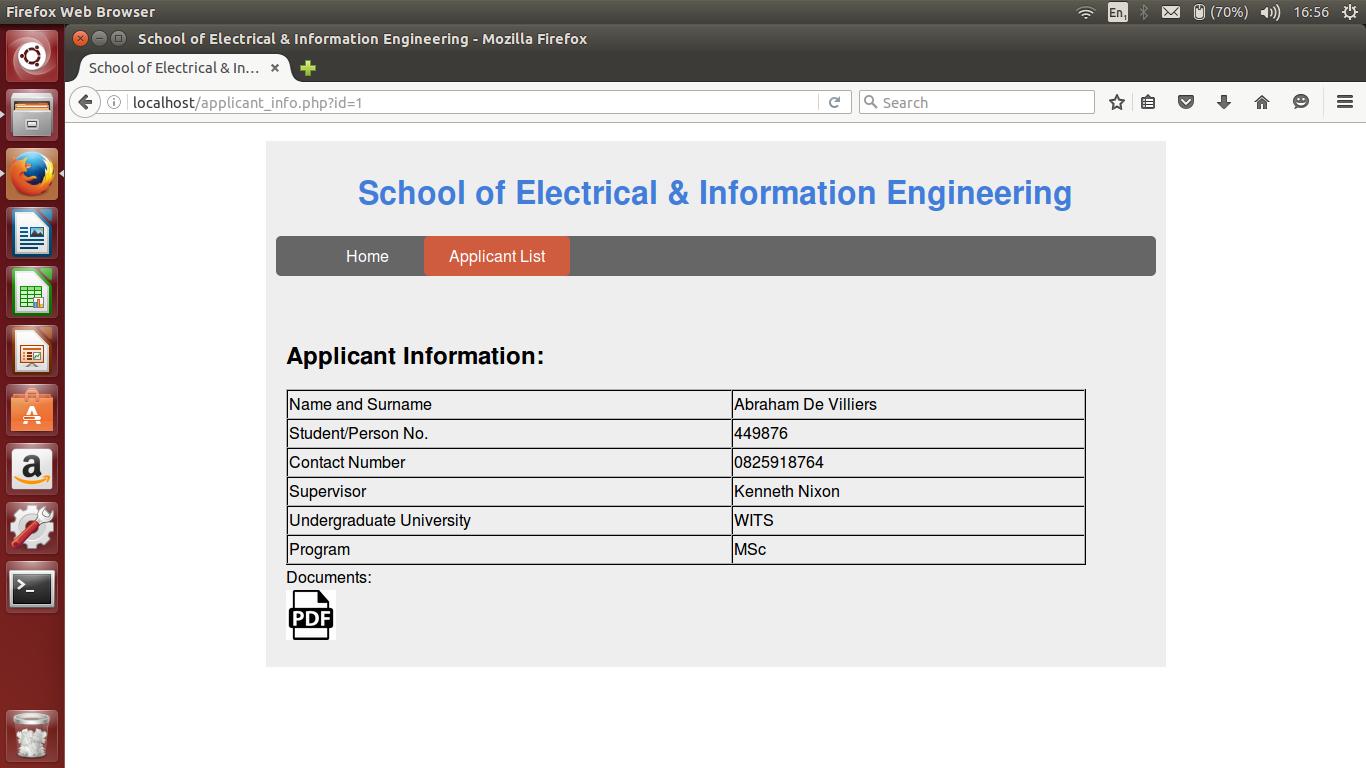 Firefox Web Browser
En1 (70%) 16:56
School of Electrical & Information Engineering - Mozilla Firefox
School of Electrical & In...
localhost/applicant_info.php?id=1
Search
School of Electrical & Information Engineering
Home Applicant List
Applicant Information:
Name and Surname Abraham De Villiers
Student/Person No. 449876
Contact Number 0825918764
Supervisor Kenneth Nixon
Undergraduate University WITS
Program MSc
Documents:
PDF